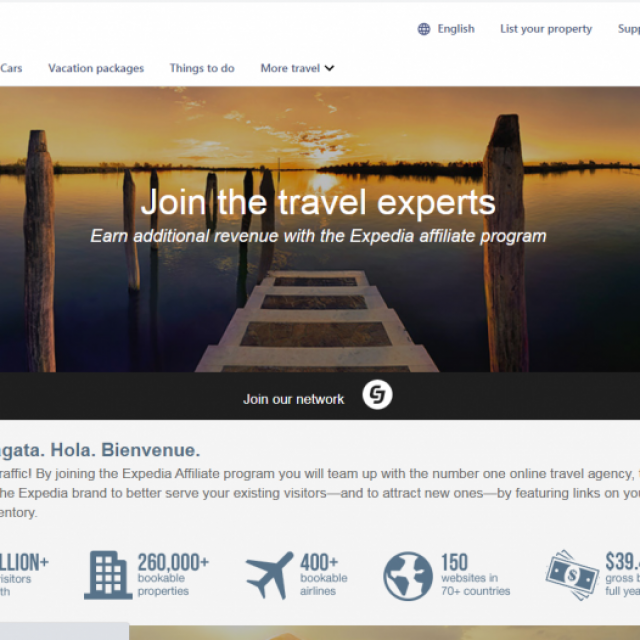 English List your property Supp
Cars Vacation packages Things to do More travel
Join the travel experts
Earn additional revenue with the Expedia affiliate program
Join our network
gata. Hola. Bienvenue.
raffic! By joining the Expedia Affiliate program you will team up with the number one online travel agency,
he Expedia brand to better serve your existing visitors—and to attract new ones—by featuring links on you
entory.
LLION+ 260,000+ 400+ 150 $39.
isitors bookable bookable websites in gross b
th properties airlines 70+ countries full yea